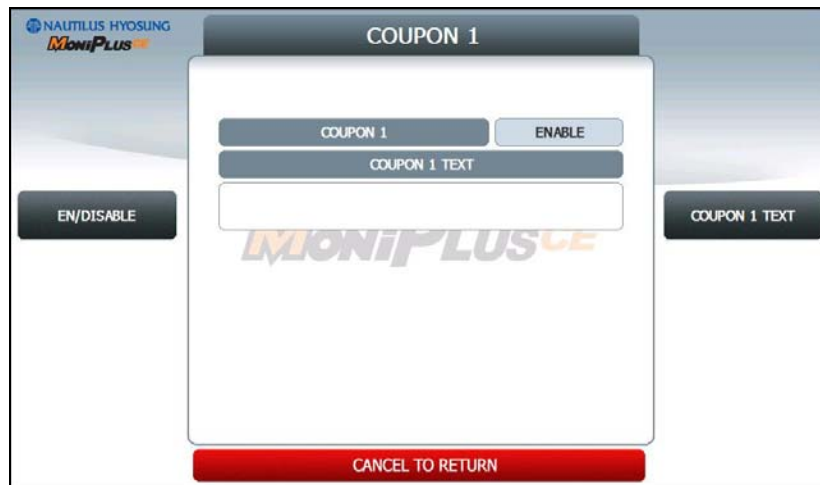 NAUTILUS HYOSUNG
MONIPLUS CE
COUPON 1
COUPON 1 ENABLE
COUPON 1 TEXT
EN/DISABLE
COUPON 1 TEXT
MONIPLUS CE
CANCEL TO RETURN